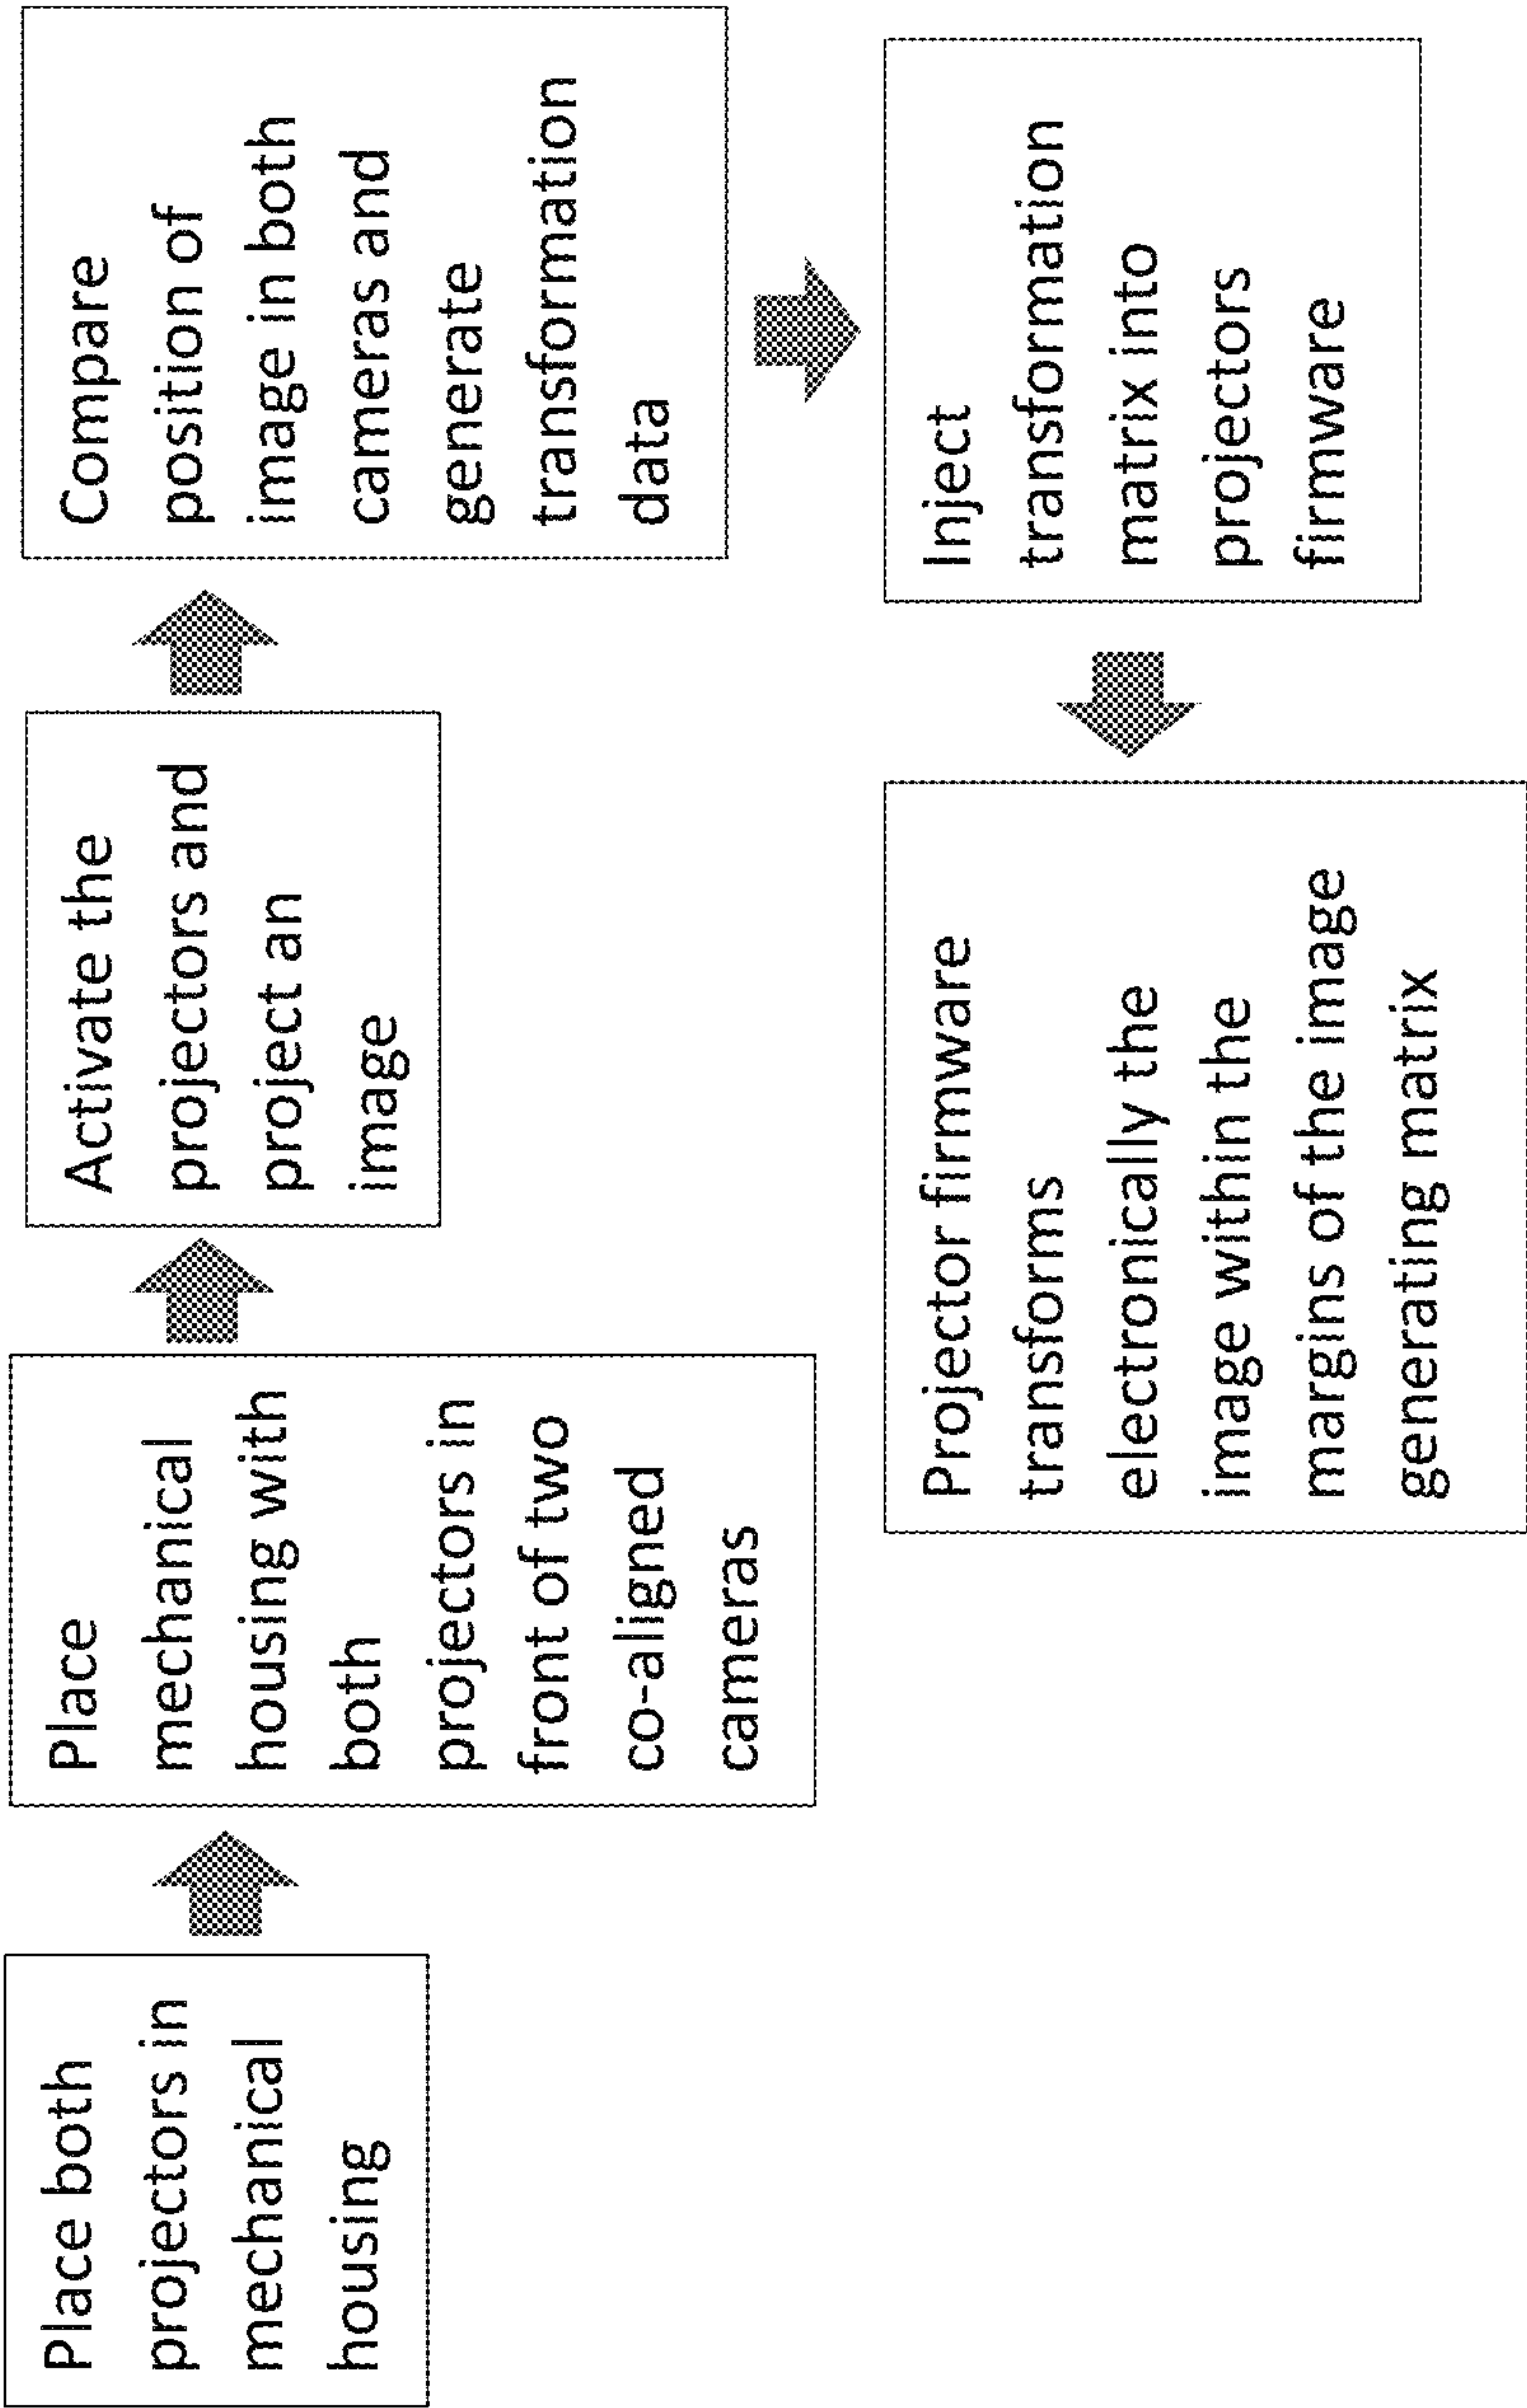 Place both
projectors in
mechanical
housing
Place
mechanical
housing with
both
projectors in
front of two
co-aligned
cameras
Activate the
projectors and
project an
image
Compare
position of
image in both
cameras and
generate
transformation
data
Inject
transformation
matrix into
projectors
firmware
Projector firmware
transforms
electronically the
image within the
margins of the image
generating matrix